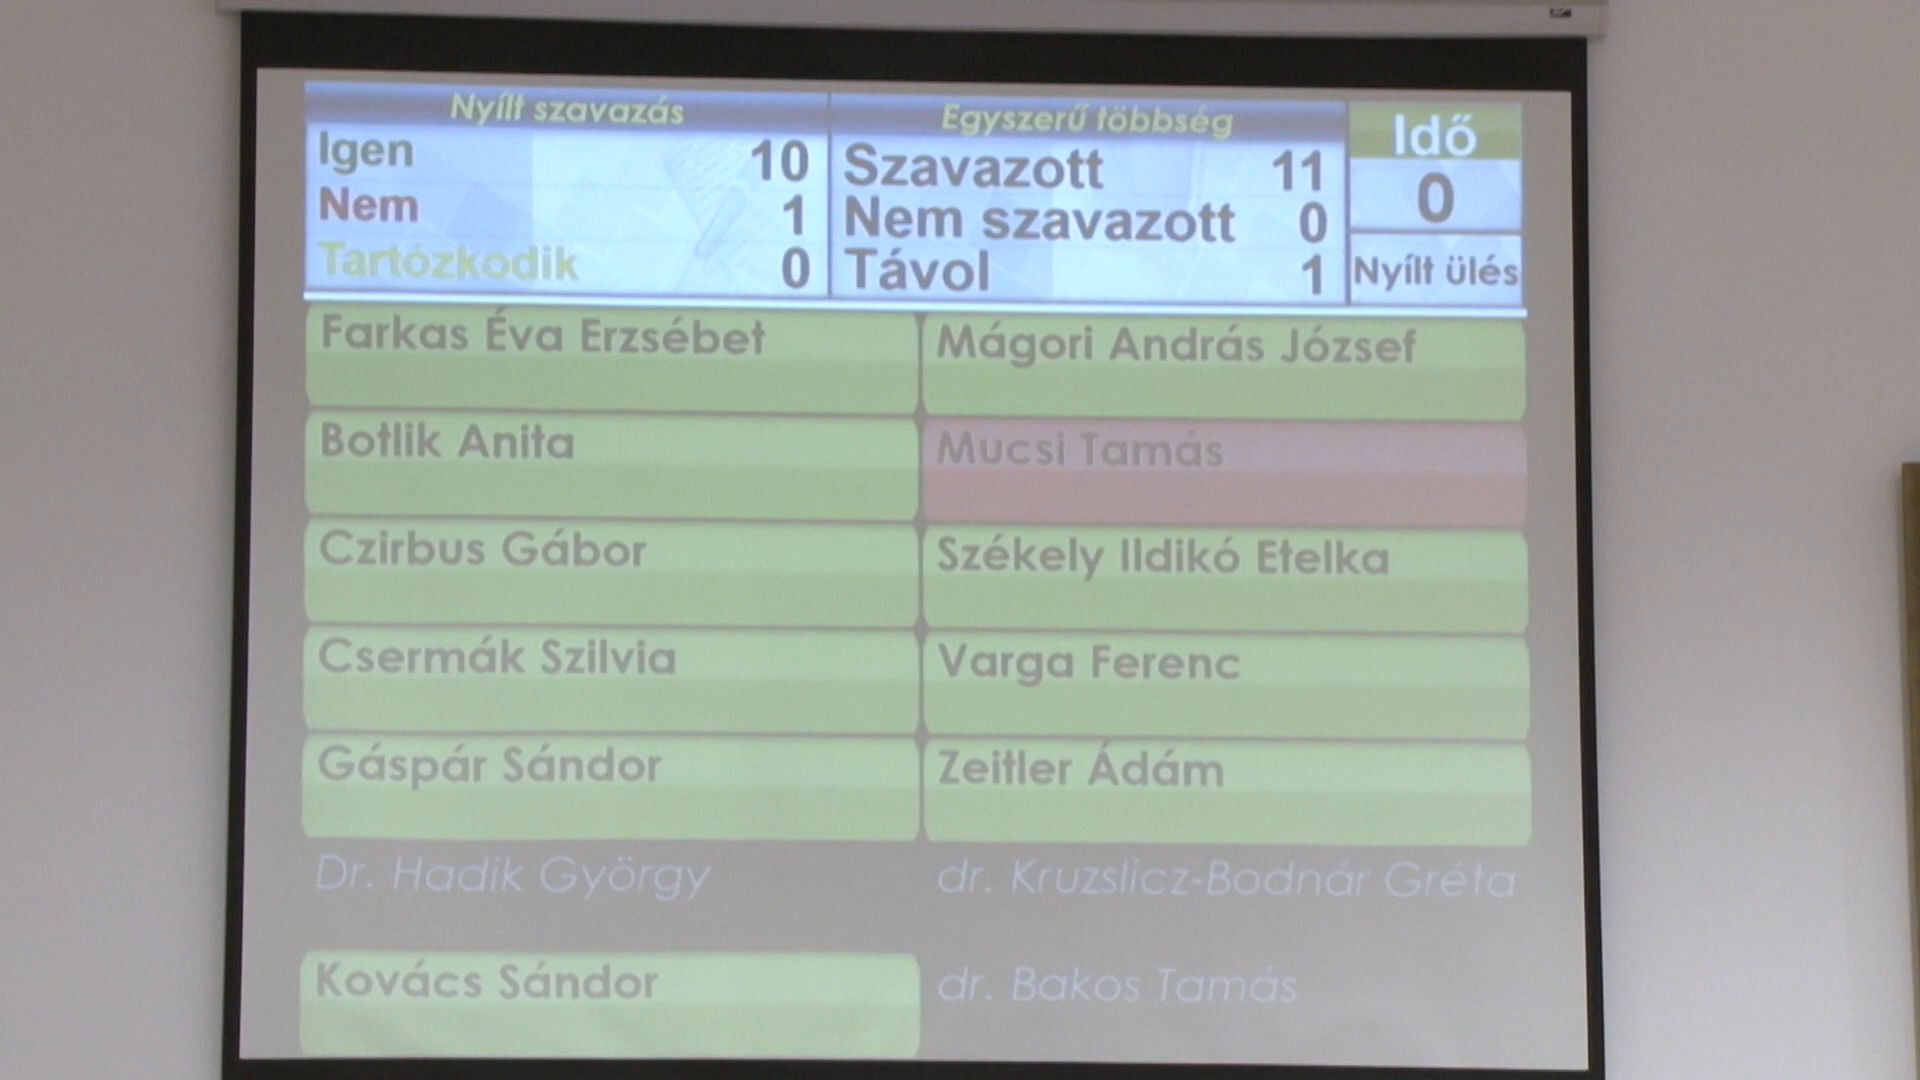 Nyílt szavazás
Igen 10
Nem 1
Tartózkodik 0
Egyszerű többség
Szavazott 11
Nem szavazott 0
Távol 1
Idő
0
Nyílt ülés
Farkas Éva Erzsébet
Mágori András József
Botlik Anita
Mucsi Tamás
Czirbus Gábor
Székely Ildikó Etelka
Csermák Szilvia
Varga Ferenc
Gáspár Sándor
Zeitler Ádám
Dr. Hadik György
dr. Kruzslicz-Bodnár Gréta
Kovács Sándor
dr. Bakos Tamás